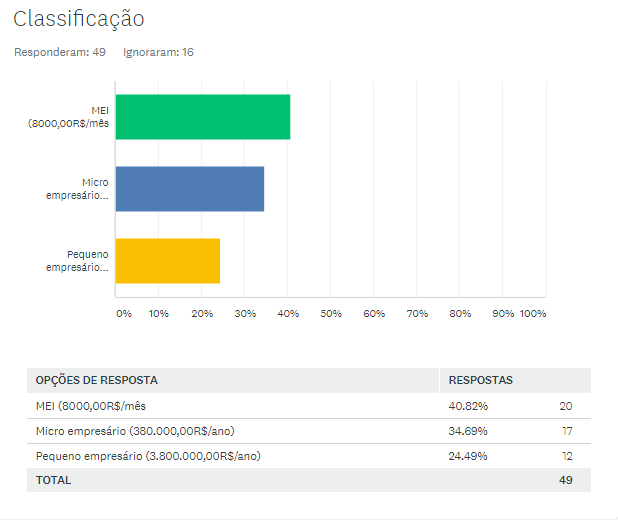 Classificação
Responderam: 49 Ignoraram: 16
MEI
(8000,00R$/mês
Micro
empresário...
Pequeno
empresário...
0% 10% 20% 30% 40% 50% 60% 70% 80% 90% 100%
OPÇÕES DE RESPOSTA RESPOSTAS
MEI (8000,00R$/mês 40.82% 20
Micro empresário (380.000,00R$/ano) 34.69% 17
Pequeno empresário (3.800.000,00R$/ano) 24.49% 12
TOTAL 49